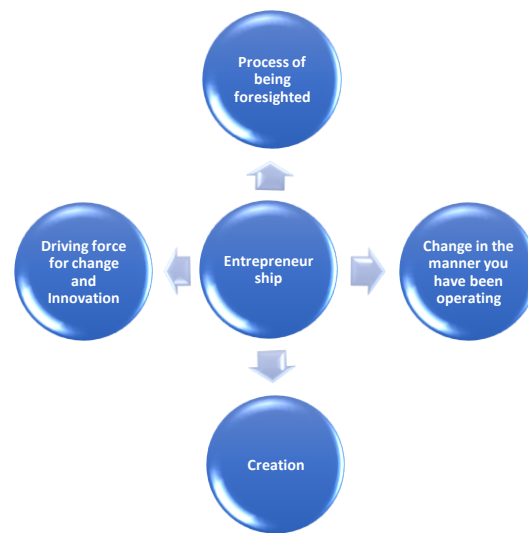 Process of
being
foresighted
Driving force
for change
and
Innovation
Entrepreneur
ship
Change in the
manner you
have been
operating
Creation